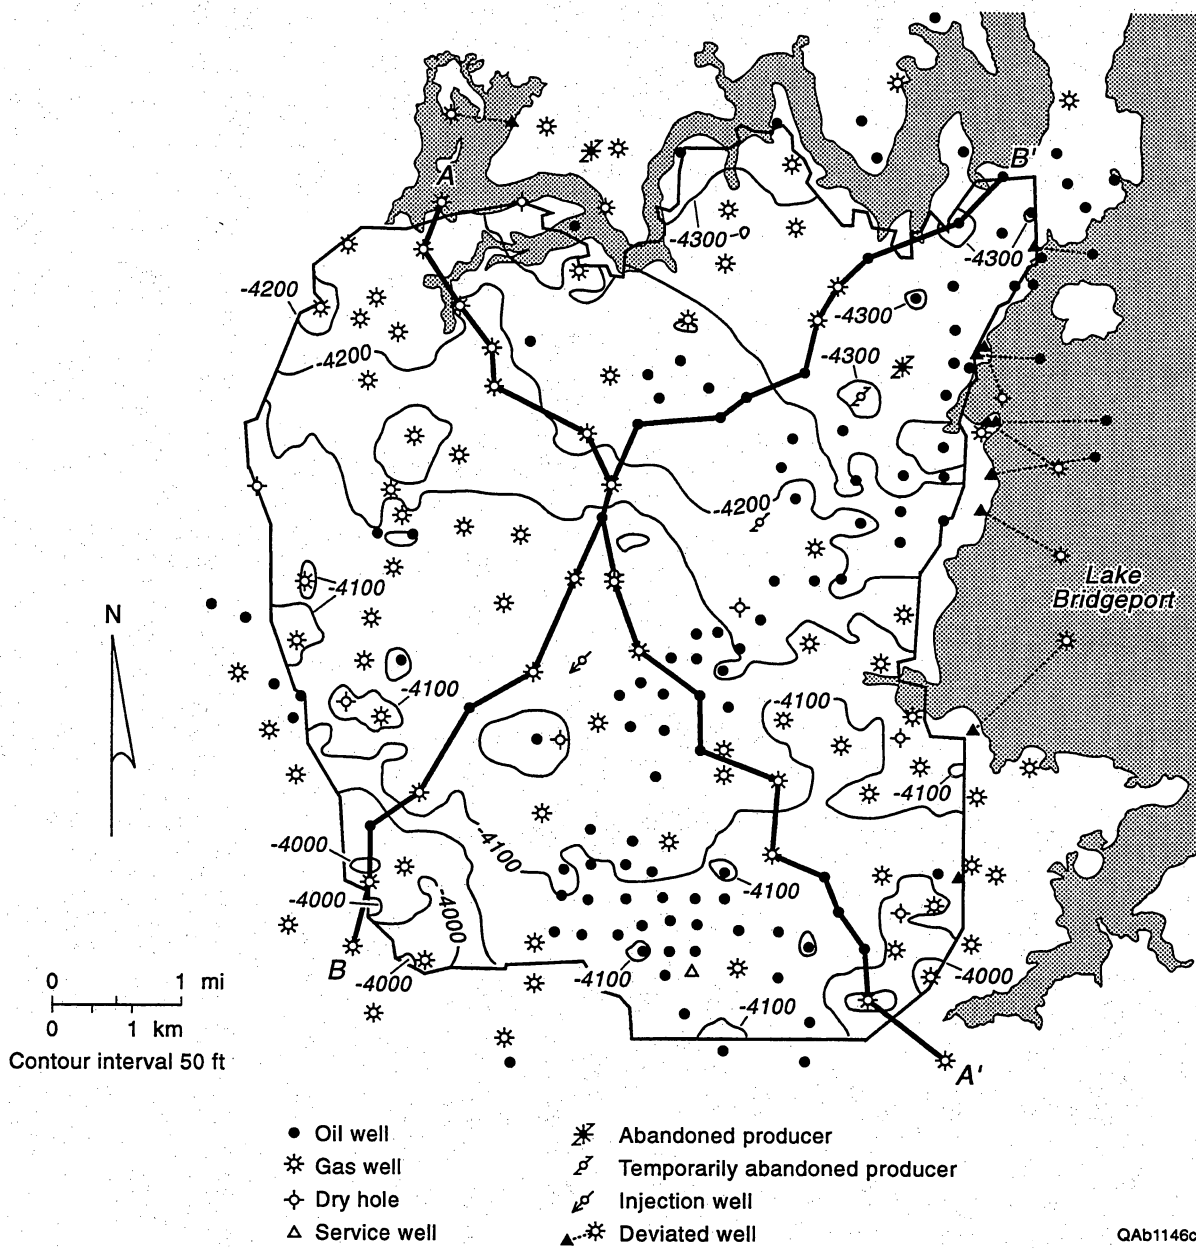 A
B'
-4300
-4300
-4200
-4300
-4300
-4200
-4200
Lake
Bridgeport
-4100
N
-4100
-4100
-4100
-4000
-4100
-4100
-4000
-4000
B
-4000
-4100
-4000
-4100
A'
0 1 mi
0 1 km
Contour interval 50 ft
Oil well
Gas well
Dry hole
Service well
Abandoned producer
Temporarily abandoned producer
Injection well
Deviated well
QAb1146c